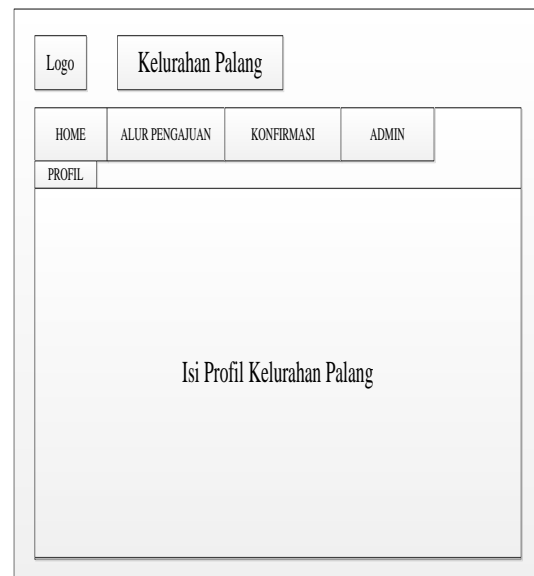 Logo
Kelurahan Palang
HOME ALUR PENGAJUAN KONFIRMASI ADMIN
PROFIL
Isi Profil Kelurahan Palang